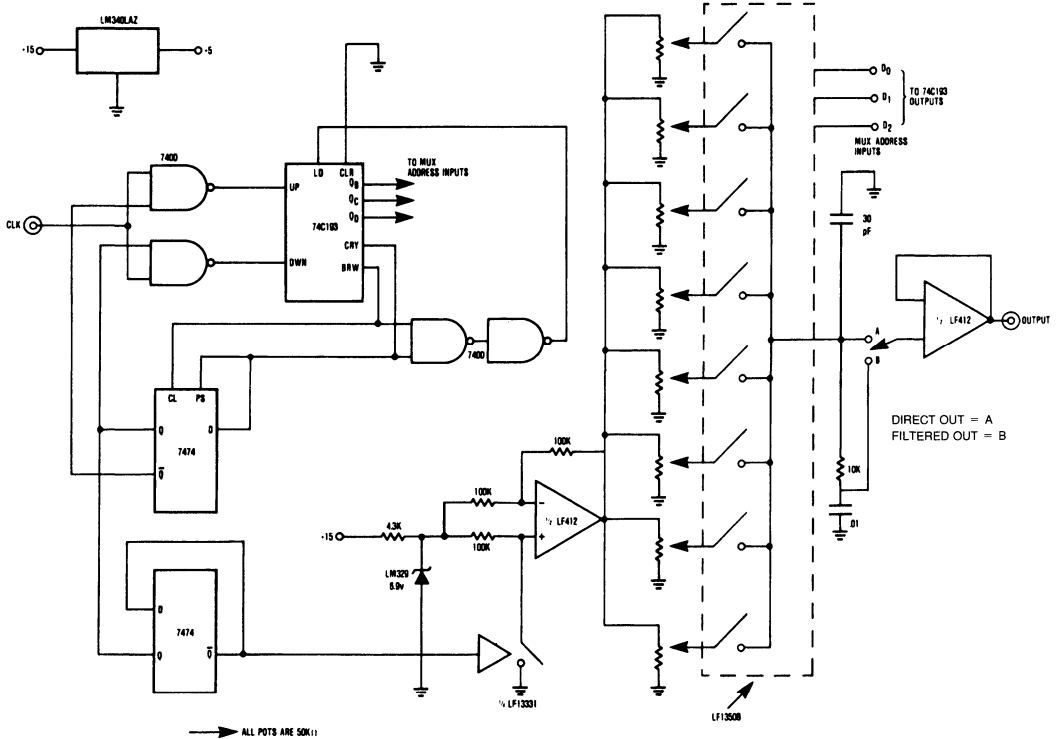 LM340LAZ
+15
+5
7400
CLK
LD
CLR
UP
QB
QC
QD
74C193
CRY
DWN
BRW
TO MUX
ADDRESS INPUTS
7400
CL
PS
Q
D
7474
Q̅
D
7474
Q
Q̅
+15
4.3K
100K
100K
100K
LM329
6.9v
-
+
½ LF412
¼ LF13331
ALL POTS ARE 50KΩ
LF13508
D0
D1
D2
TO 74C193
OUTPUTS
MUX ADDRESS
INPUTS
30
pF
A
B
½ LF412
OUTPUT
DIRECT OUT = A
FILTERED OUT = B
10K
.01